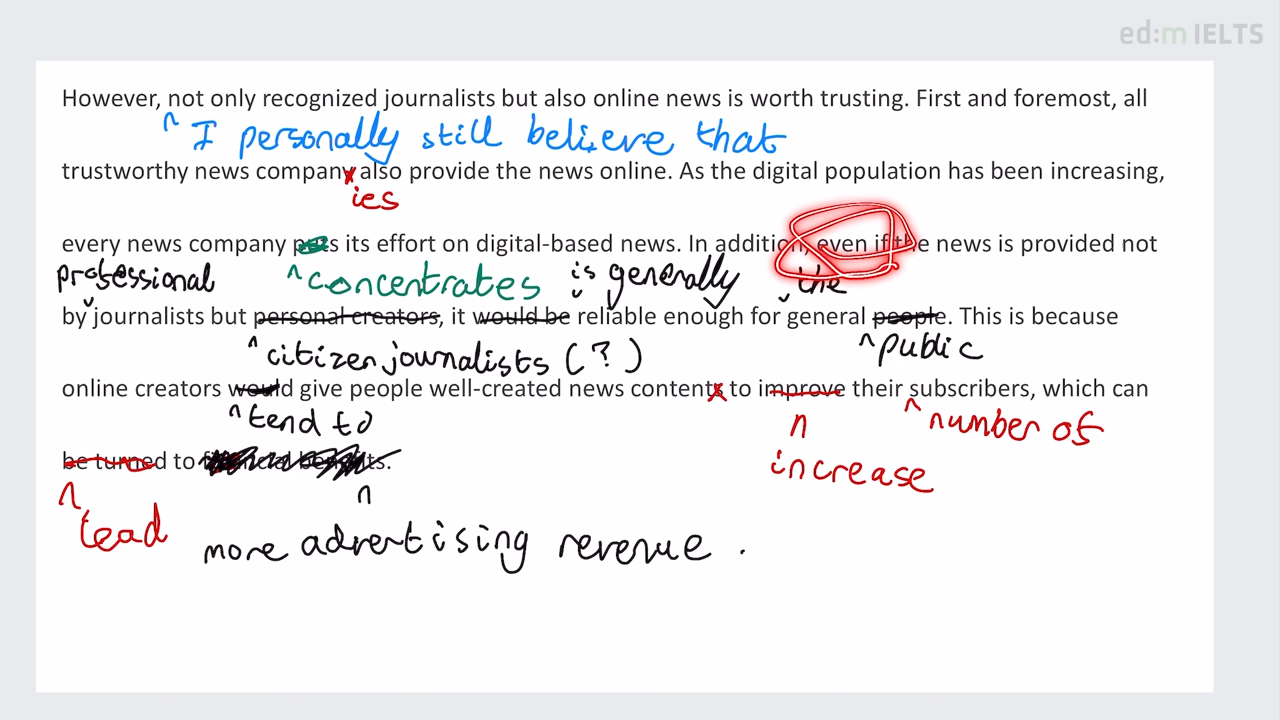 ed:m IELTS
However, not only recognized journalists but also online news is worth trusting. First and foremost, all
^ I personally still believe that
trustworthy news company also provide the news online. As the digital population has been increasing,
ies
every news company puts its effort on digital-based news. In addition, even if the news is provided not
professional ^ concentrates is generally the
by journalists but personal creators, it would be reliable enough for general people. This is because
^ citizen journalists (?) ^ public
online creators would give people well-created news contents to improve their subscribers, which can
^ tend to ^ number of
be turned to financial benefits.
increase
lead
more advertising revenue.